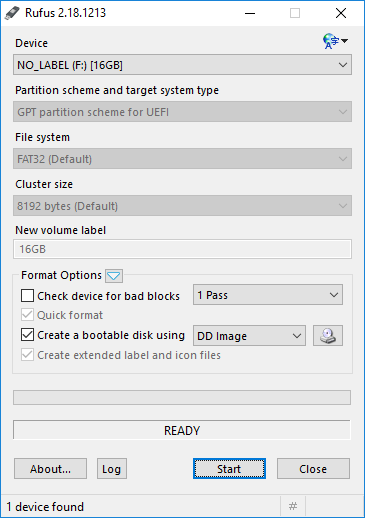 Rufus 2.18.1213
Device
NO_LABEL (F:) [16GB]
Partition scheme and target system type
GPT partition scheme for UEFI
File system
FAT32 (Default)
Cluster size
8192 bytes (Default)
New volume label
16GB
Format Options
Check device for bad blocks 1 Pass
Quick format
Create a bootable disk using DD Image
Create extended label and icon files
READY
About... Log Start Close
1 device found #